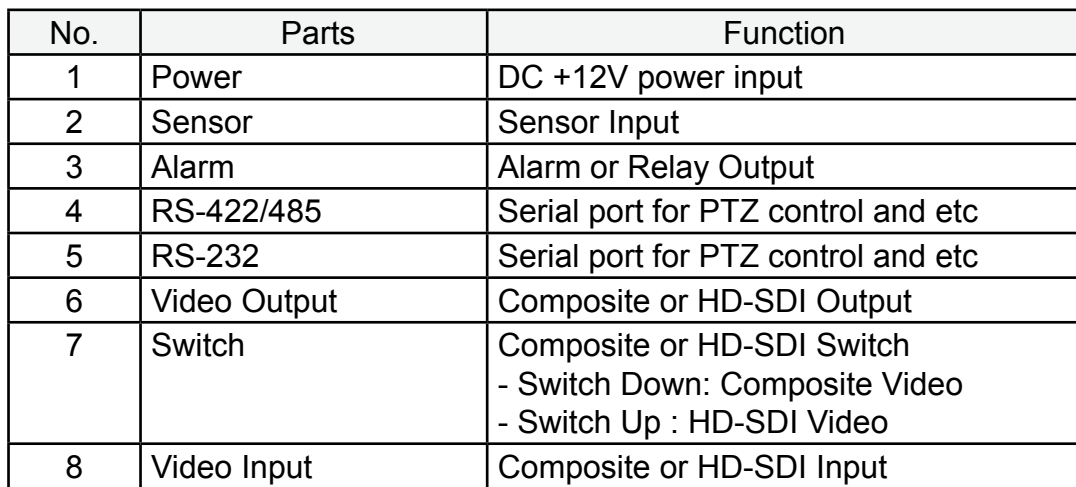 No. Parts Function
1 Power DC +12V power input
2 Sensor Sensor Input
3 Alarm Alarm or Relay Output
4 RS-422/485 Serial port for PTZ control and etc
5 RS-232 Serial port for PTZ control and etc
6 Video Output Composite or HD-SDI Output
7 Switch Composite or HD-SDI Switch
- Switch Down: Composite Video
- Switch Up : HD-SDI Video
8 Video Input Composite or HD-SDI Input